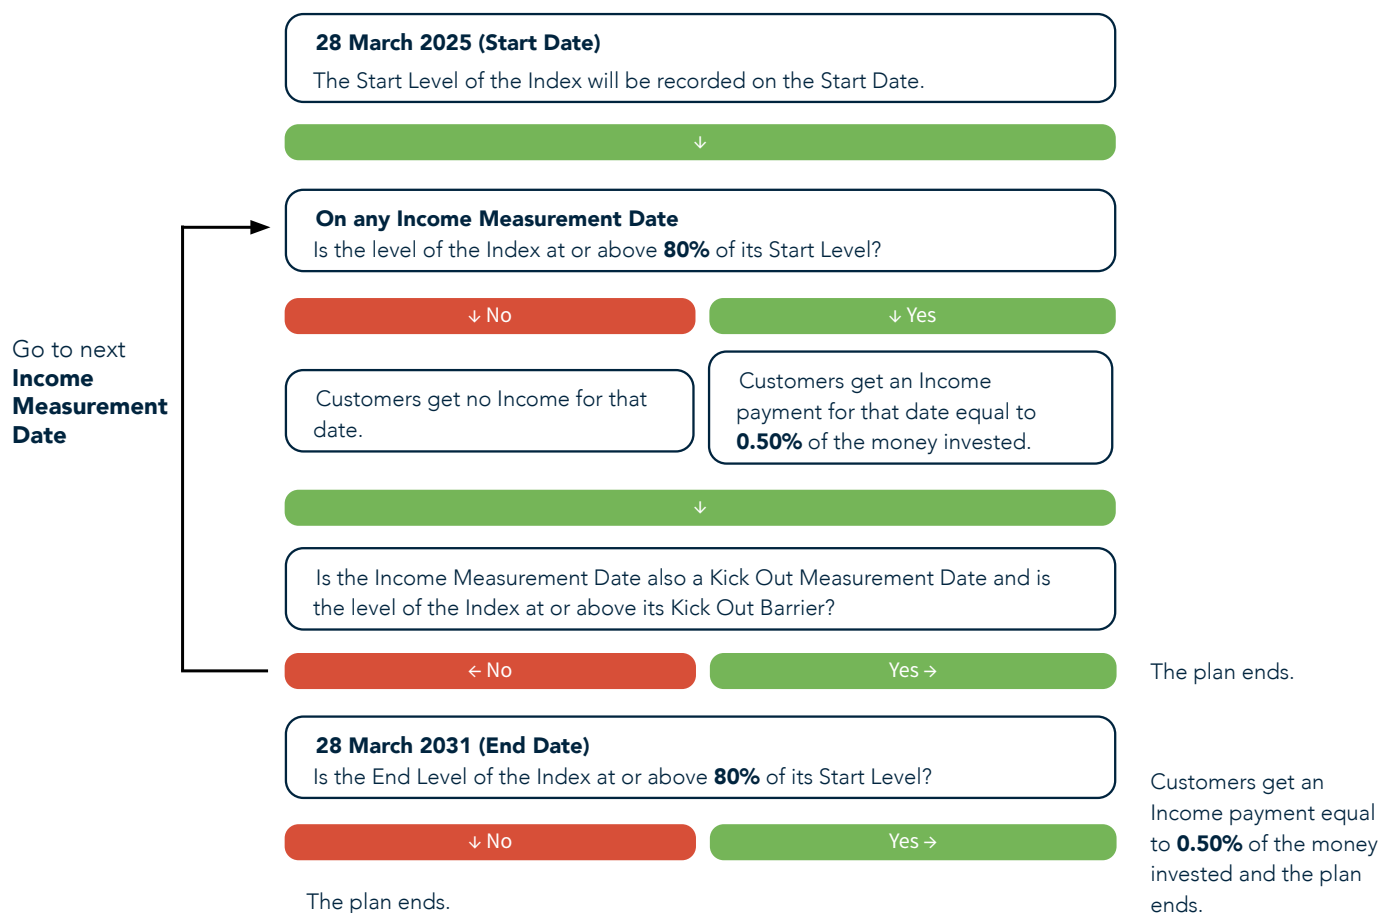 28 March 2025 (Start Date)
The Start Level of the Index will be recorded on the Start Date.
↓
On any Income Measurement Date
Is the level of the Index at or above 80% of its Start Level?
↓ No
↓ Yes
Go to next
Income
Measurement
Date
Customers get no Income for that
date.
Customers get an Income
payment for that date equal to
0.50% of the money invested.
↓
Is the Income Measurement Date also a Kick Out Measurement Date and is
the level of the Index at or above its Kick Out Barrier?
← No
Yes →
The plan ends.
28 March 2031 (End Date)
Is the End Level of the Index at or above 80% of its Start Level?
↓ No
Yes →
Customers get an
Income payment equal
to 0.50% of the money
invested and the plan
ends.
The plan ends.